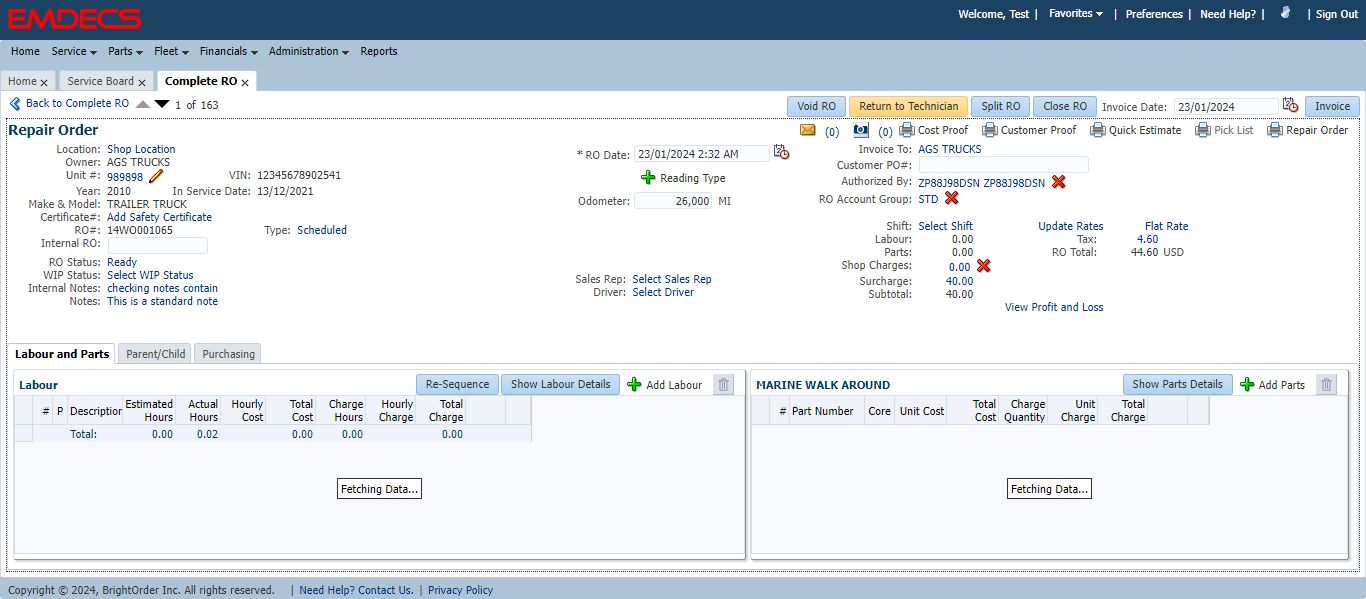 EMDECS
Welcome, Test | Favorites | Preferences | Need Help? | | Sign Out
Home Service Parts Fleet Financials Administration Reports
Home x Service Board x Complete RO x
Back to Complete RO 1 of 163
Void RO Return to Technician Split RO Close RO Invoice Date: 23/01/2024 Invoice
Repair Order
(0) (0) Cost Proof Customer Proof Quick Estimate Pick List Repair Order
Location: Shop Location
Owner: AGS TRUCKS
Unit #: 989898 VIN: 12345678902541
Year: 2010 In Service Date: 13/12/2021
Make & Model: TRAILER TRUCK
Certificate#: Add Safety Certificate
RO#: 14WO001065 Type: Scheduled
Internal RO:
RO Status: Ready
WIP Status: Select WIP Status
Internal Notes: checking notes contain
Notes: This is a standard note
* RO Date: 23/01/2024 2:32 AM
Reading Type
Odometer: 26,000 MI
Sales Rep: Select Sales Rep
Driver: Select Driver
Invoice To: AGS TRUCKS
Customer PO#:
Authorized By: ZP88J98DSN ZP88J98DSN
RO Account Group: STD
Shift: Select Shift Update Rates Flat Rate
Labour: 0.00 Tax: 4.60
Parts: 0.00 RO Total: 44.60 USD
Shop Charges: 0.00
Surcharge: 40.00
Subtotal: 40.00
View Profit and Loss
Labour and Parts Parent/Child Purchasing
Labour Re-Sequence Show Labour Details Add Labour
# P Description Estimated Hours Actual Hours Hourly Cost Total Cost Charge Hours Hourly Charge Total Charge
Total: 0.00 0.02 0.00 0.00 0.00
Fetching Data...
MARINE WALK AROUND Show Parts Details Add Parts
# Part Number Core Unit Cost Total Cost Charge Quantity Unit Charge Total Charge
Fetching Data...
Copyright © 2024, BrightOrder Inc. All rights reserved. | Need Help? Contact Us. | Privacy Policy